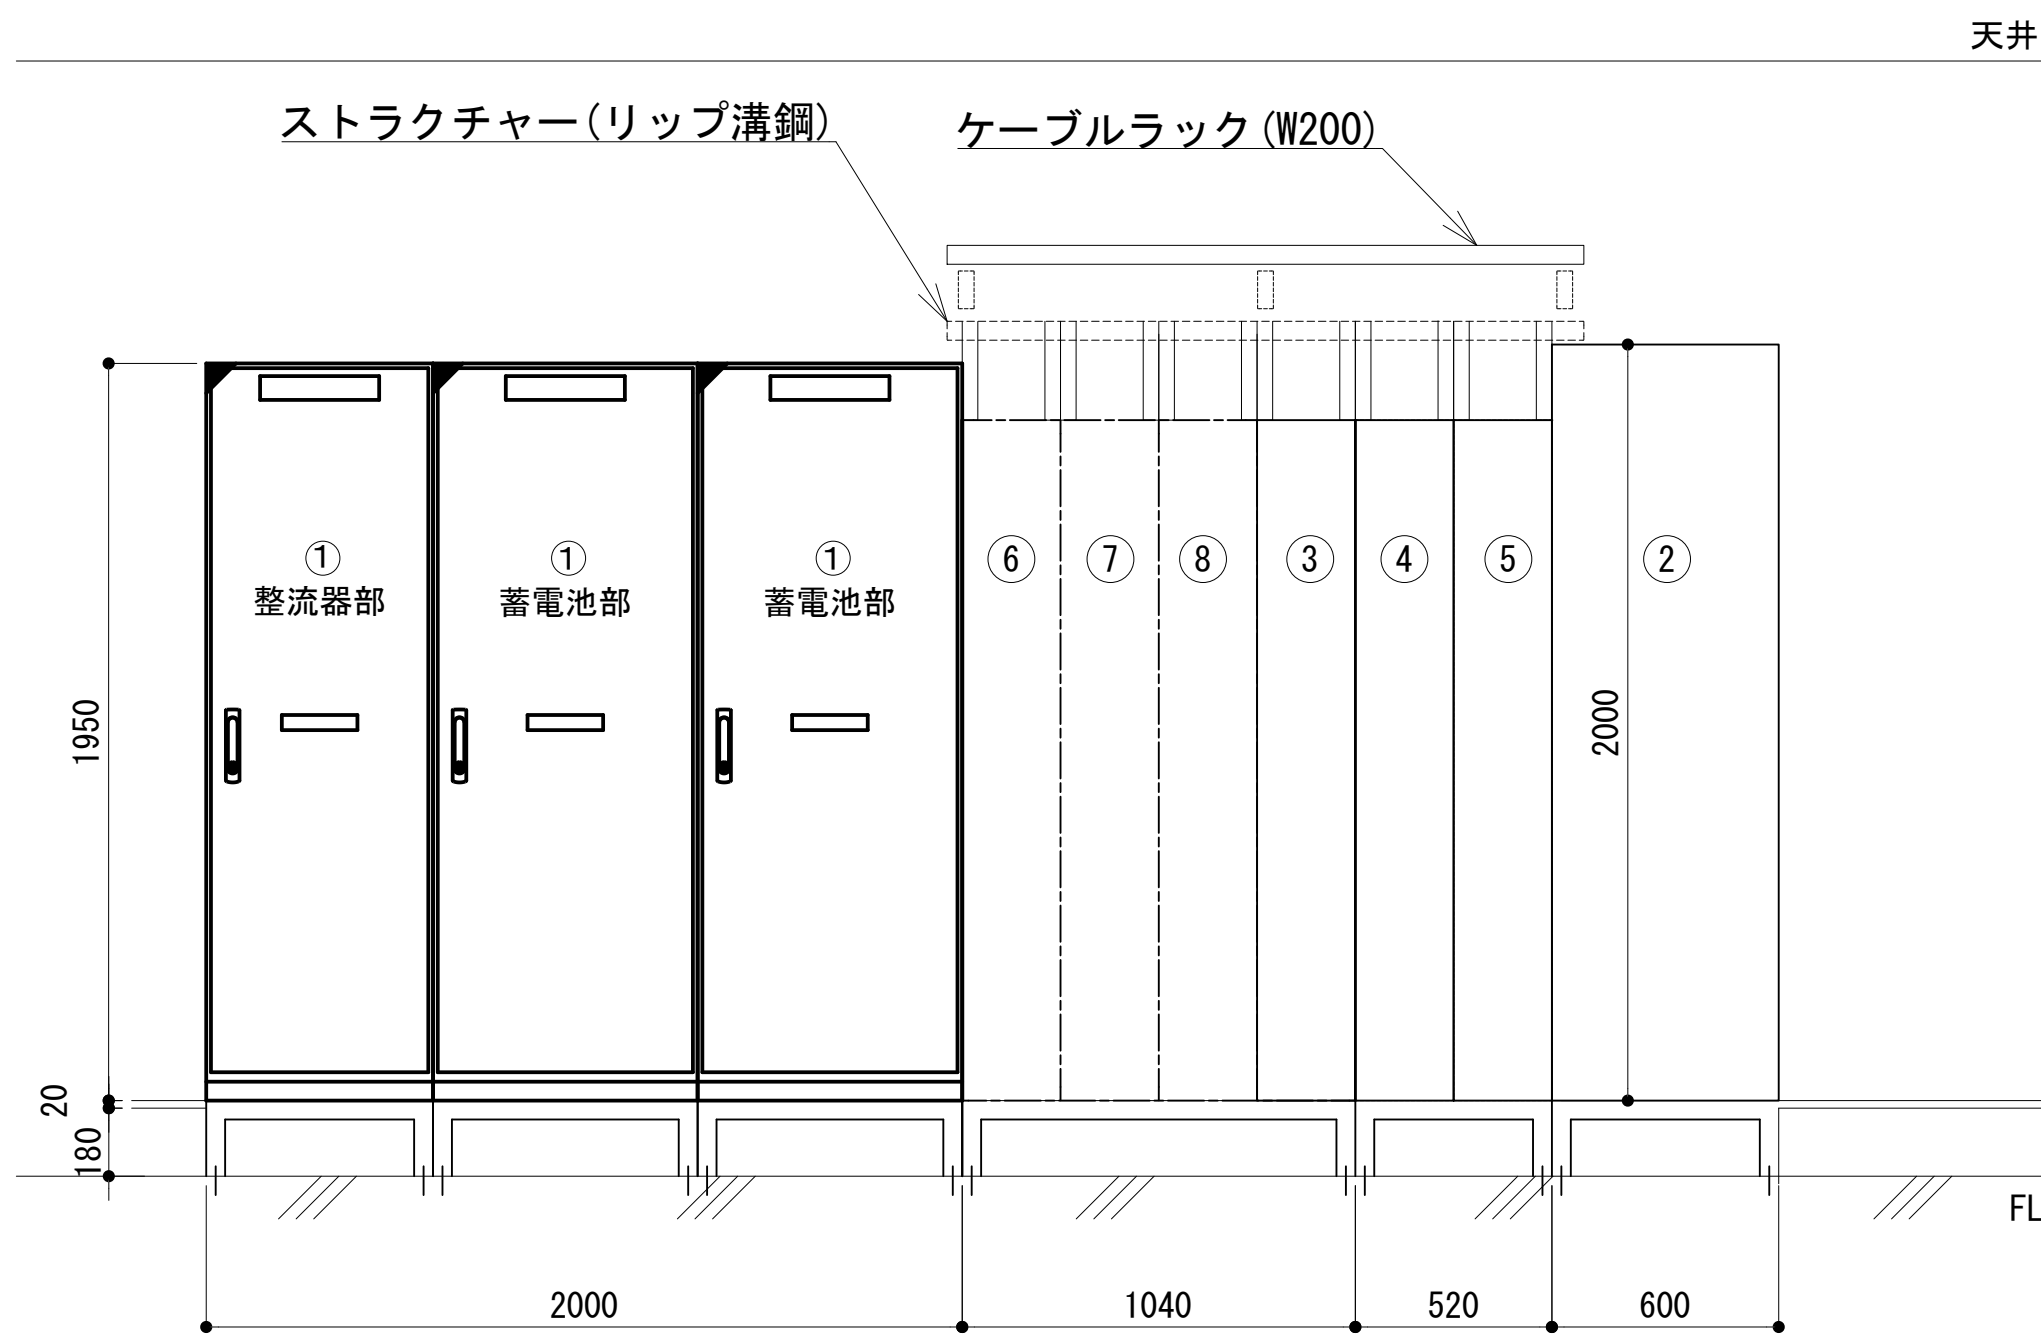 天井
ストラクチャー(リップ溝鋼)
ケーブルラック(W200)
① ① ① ⑥ ⑦ ⑧ ③ ④ ⑤ ②
整流器部 蓄電池部 蓄電池部
1950
2000
20
180
FL
2000 1040 520 600